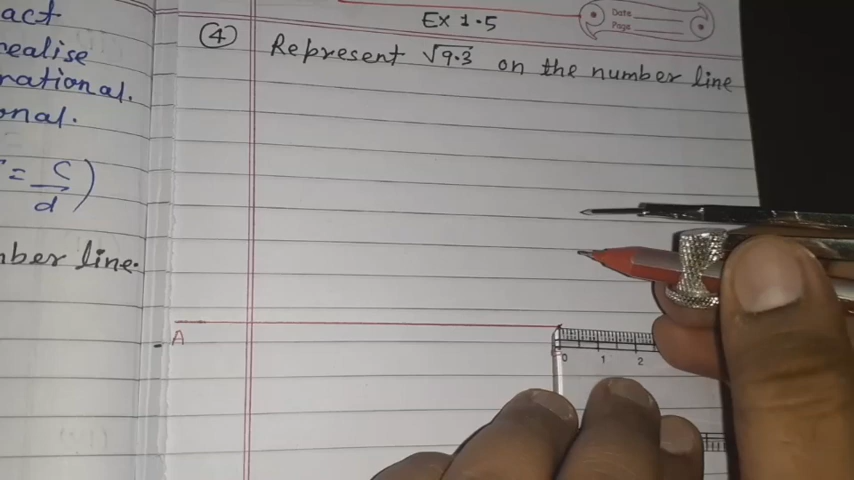 act
realise
rational.
onal.
= c
d )
mber line.
Ex 1.5
Date
Page
4 Represent √9.3 on the number line
A
0 1 2